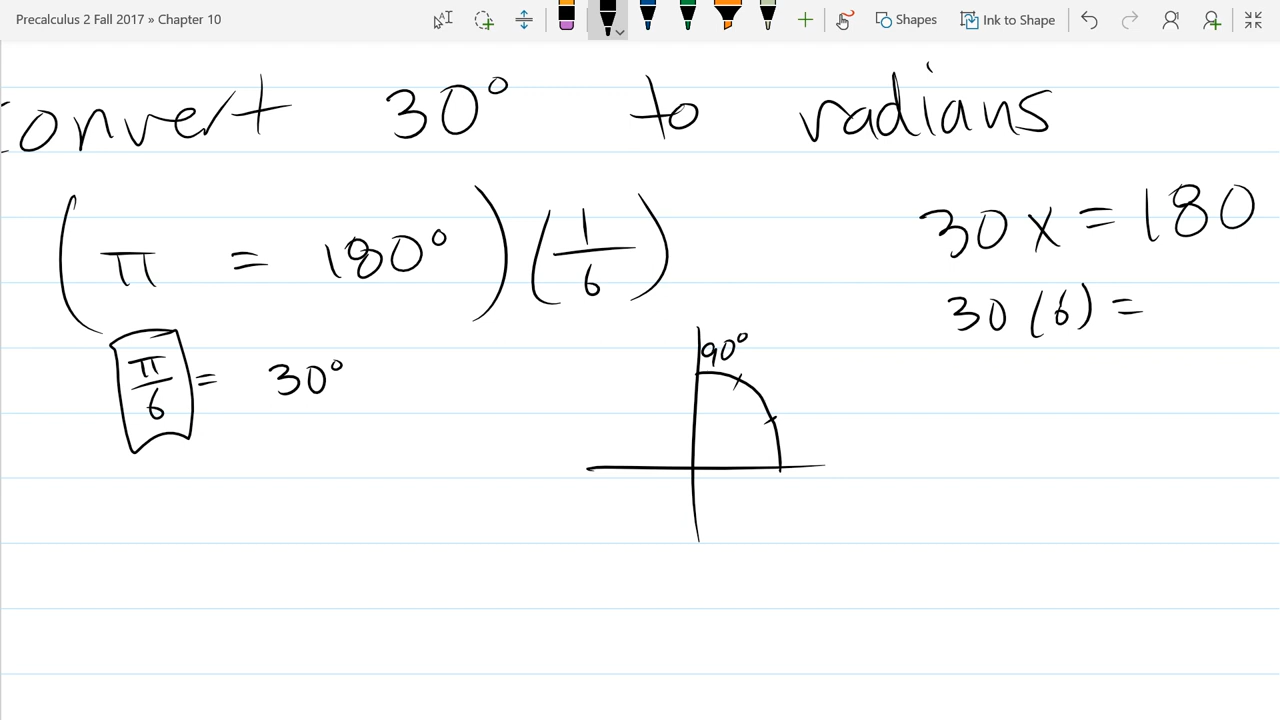 Precalculus 2 Fall 2017 » Chapter 10
Shapes
Ink to Shape
convert 30° to radians
(π = 180°)(1/6)
30x = 180
30(6) =
π/6 = 30°
90°